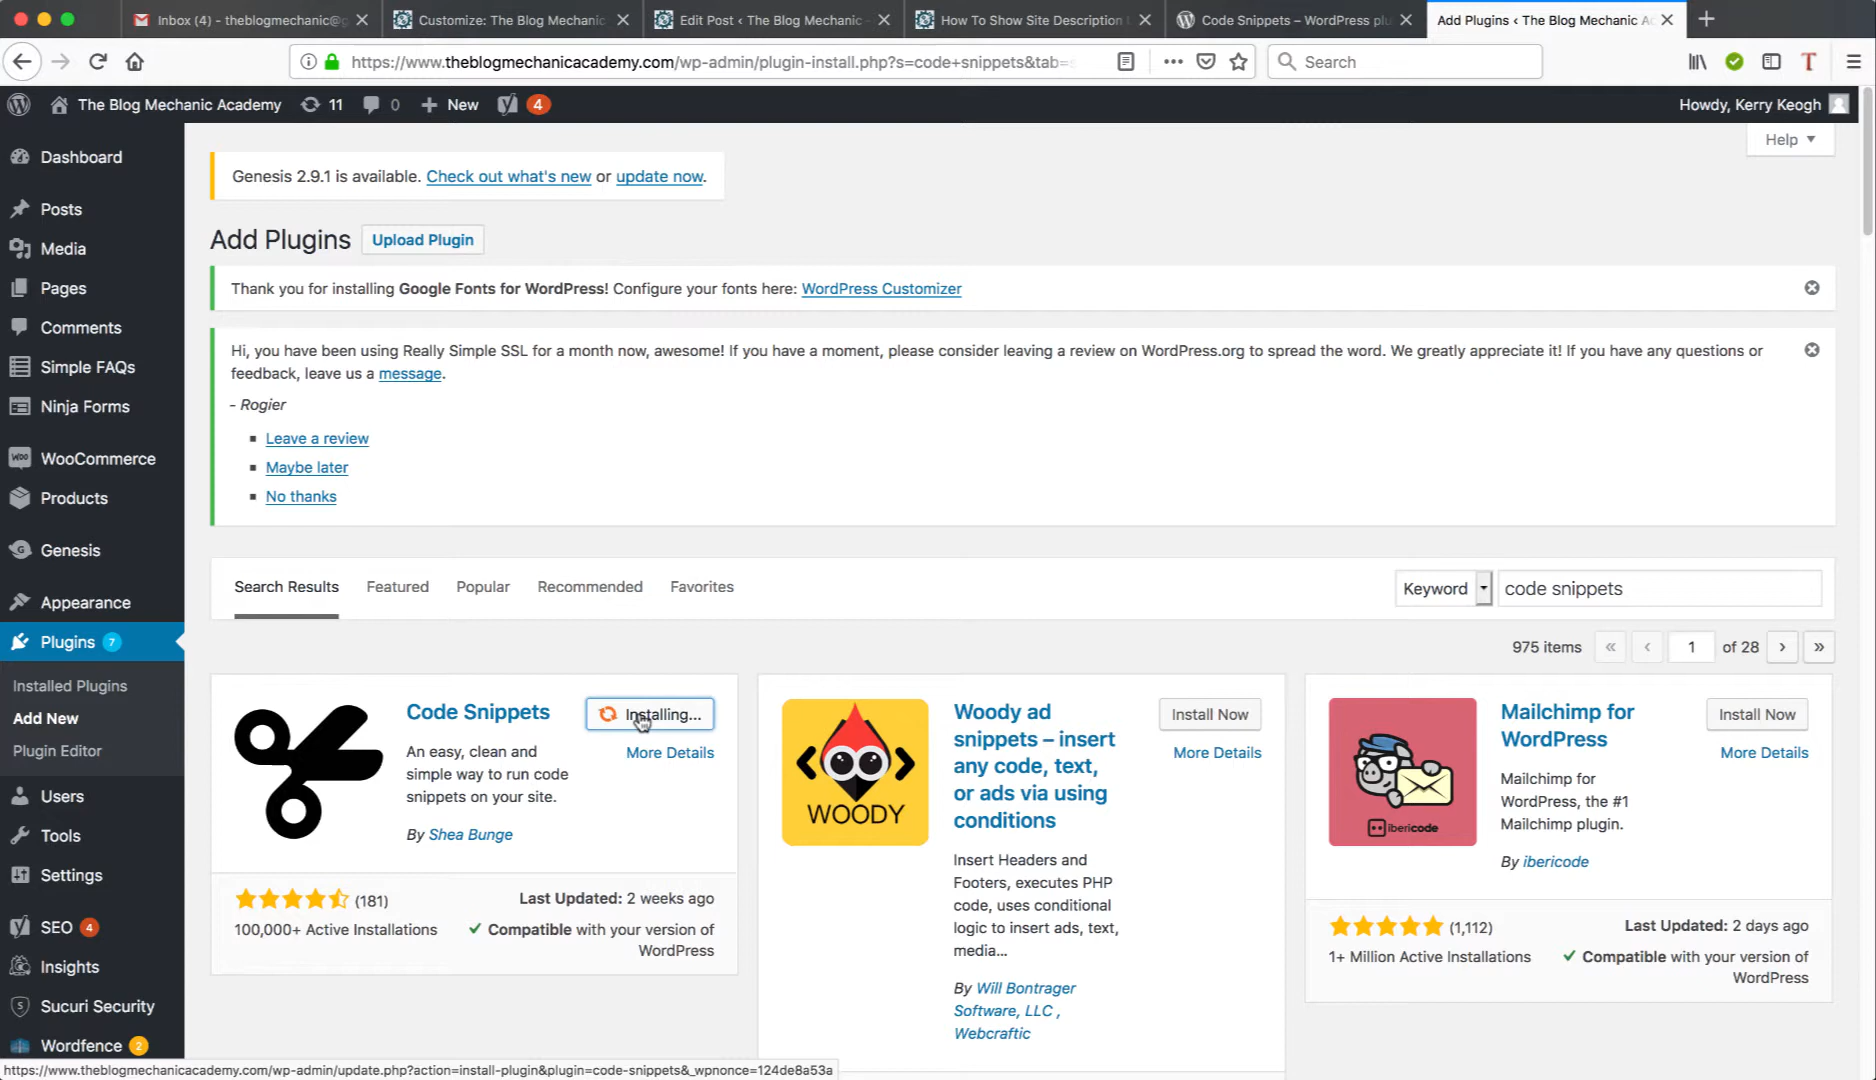 Inbox (4) - theblogmechanic@g
Customize: The Blog Mechanic
Edit Post ‹ The Blog Mechanic
How To Show Site Description
Code Snippets – WordPress plu
Add Plugins ‹ The Blog Mechanic Ac
https://www.theblogmechanicacademy.com/wp-admin/plugin-install.php?s=code+snippets&tab=s
Search
The Blog Mechanic Academy 11 0 New 4
Howdy, Kerry Keogh
Dashboard
Posts
Media
Pages
Comments
Simple FAQs
Ninja Forms
WooCommerce
Products
Genesis
Appearance
Plugins 7
Installed Plugins
Add New
Plugin Editor
Users
Tools
Settings
SEO 4
Insights
Sucuri Security
Wordfence 2
Help
Genesis 2.9.1 is available. Check out what's new or update now.
Add Plugins Upload Plugin
Thank you for installing Google Fonts for WordPress! Configure your fonts here: WordPress Customizer
Hi, you have been using Really Simple SSL for a month now, awesome! If you have a moment, please consider leaving a review on WordPress.org to spread the word. We greatly appreciate it! If you have any questions or
feedback, leave us a message.
- Rogier
Leave a review
Maybe later
No thanks
Search Results Featured Popular Recommended Favorites
Keyword code snippets
975 items « ‹ 1 of 28 › »
Code Snippets
Installing...
More Details
An easy, clean and
simple way to run code
snippets on your site.
By Shea Bunge
(181)
100,000+ Active Installations
Last Updated: 2 weeks ago
Compatible with your version of
WordPress
WOODY
Woody ad
snippets – insert
any code, text,
or ads via using
conditions
Install Now
More Details
Insert Headers and
Footers, executes PHP
code, uses conditional
logic to insert ads, text,
media...
By Will Bontrager
Software, LLC ,
Webcraftic
ibericode
Mailchimp for
WordPress
Install Now
More Details
Mailchimp for
WordPress, the #1
Mailchimp plugin.
By ibericode
(1,112)
1+ Million Active Installations
Last Updated: 2 days ago
Compatible with your version of
WordPress
https://www.theblogmechanicacademy.com/wp-admin/update.php?action=install-plugin&plugin=code-snippets&_wpnonce=124de8a53a